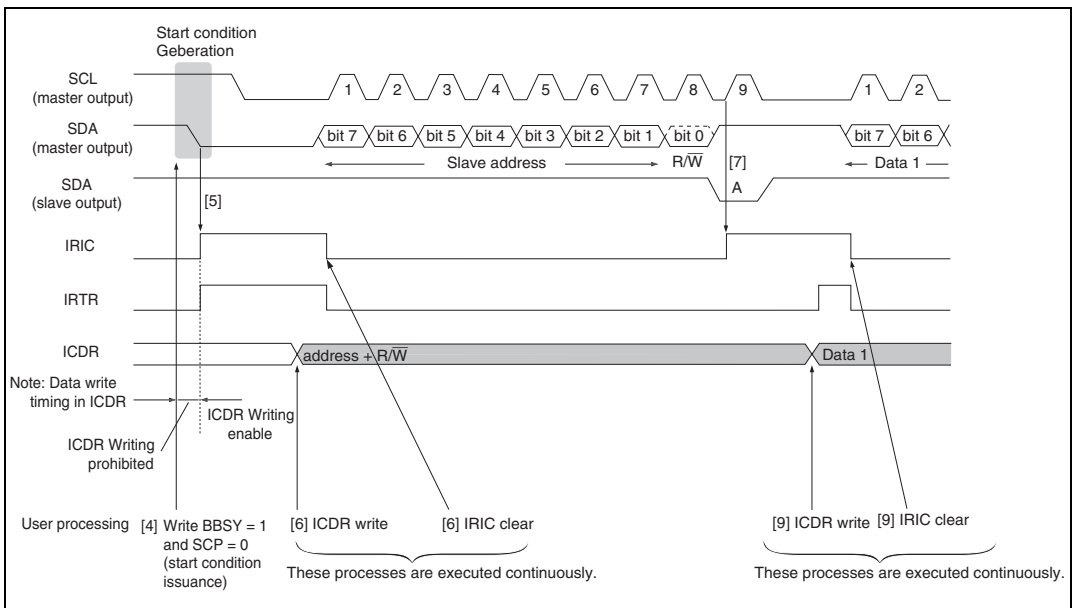 Start condition
Geberation
SCL
(master output)
1 2 3 4 5 6 7 8 9 1 2
SDA
(master output)
bit 7 bit 6 bit 5 bit 4 bit 3 bit 2 bit 1 bit 0 bit 7 bit 6
Slave address R/W̅ [7] Data 1
SDA
(slave output)
[5]
A
IRIC
IRTR
ICDR
address + R/W̅
Data 1
Note: Data write
timing in ICDR
ICDR Writing
enable
ICDR Writing
prohibited
User processing
[4] Write BBSY = 1
and SCP = 0
(start condition
issuance)
[6] ICDR write
[6] IRIC clear
These processes are executed continuously.
[9] ICDR write
[9] IRIC clear
These processes are executed continuously.